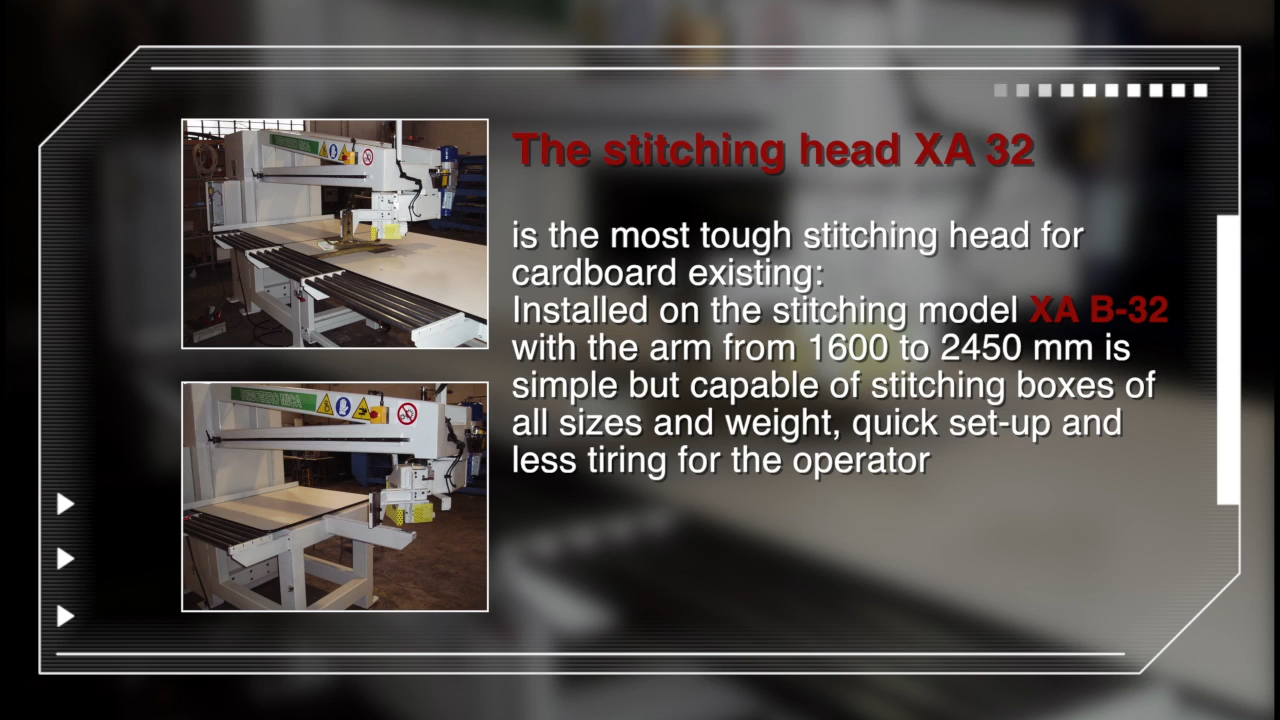 The stitching head XA 32
is the most tough stitching head for
cardboard existing:
Installed on the stitching model XA B-32
with the arm from 1600 to 2450 mm is
simple but capable of stitching boxes of
all sizes and weight, quick set-up and
less tiring for the operator